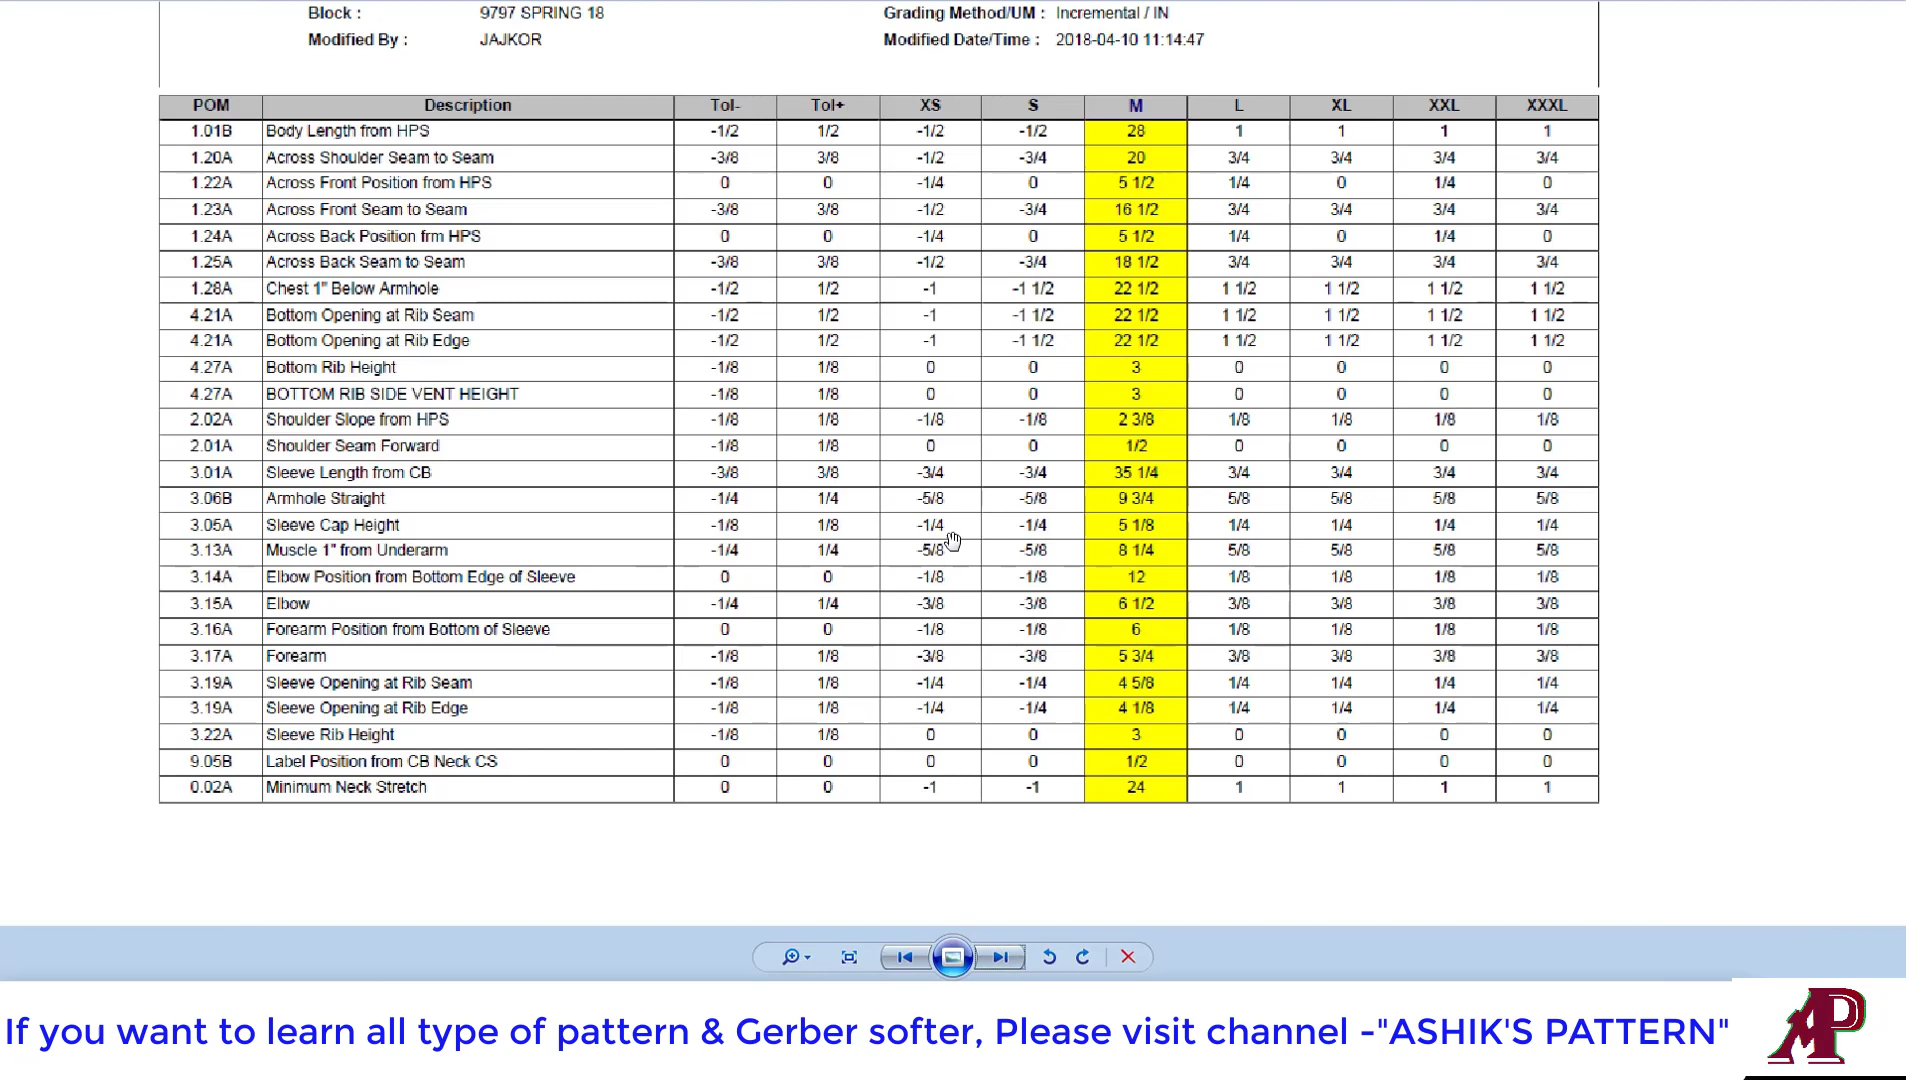 Block : 9797 SPRING 18 Grading Method/UM : Incremental / IN
Modified By : JAJKOR Modified Date/Time : 2018-04-10 11:14:47
POM Description Tol- Tol+ XS S M L XL XXL XXXL
1.01B Body Length from HPS -1/2 1/2 -1/2 -1/2 28 1 1 1 1
1.20A Across Shoulder Seam to Seam -3/8 3/8 -1/2 -3/4 20 3/4 3/4 3/4 3/4
1.22A Across Front Position from HPS 0 0 -1/4 0 5 1/2 1/4 0 1/4 0
1.23A Across Front Seam to Seam -3/8 3/8 -1/2 -3/4 16 1/2 3/4 3/4 3/4 3/4
1.24A Across Back Position frm HPS 0 0 -1/4 0 5 1/2 1/4 0 1/4 0
1.25A Across Back Seam to Seam -3/8 3/8 -1/2 -3/4 18 1/2 3/4 3/4 3/4 3/4
1.28A Chest 1" Below Armhole -1/2 1/2 -1 -1 1/2 22 1/2 1 1/2 1 1/2 1 1/2 1 1/2
4.21A Bottom Opening at Rib Seam -1/2 1/2 -1 -1 1/2 22 1/2 1 1/2 1 1/2 1 1/2 1 1/2
4.21A Bottom Opening at Rib Edge -1/2 1/2 -1 -1 1/2 22 1/2 1 1/2 1 1/2 1 1/2 1 1/2
4.27A Bottom Rib Height -1/8 1/8 0 0 3 0 0 0 0
4.27A BOTTOM RIB SIDE VENT HEIGHT -1/8 1/8 0 0 3 0 0 0 0
2.02A Shoulder Slope from HPS -1/8 1/8 -1/8 -1/8 2 3/8 1/8 1/8 1/8 1/8
2.01A Shoulder Seam Forward -1/8 1/8 0 0 1/2 0 0 0 0
3.01A Sleeve Length from CB -3/8 3/8 -3/4 -3/4 35 1/4 3/4 3/4 3/4 3/4
3.06B Armhole Straight -1/4 1/4 -5/8 -5/8 9 3/4 5/8 5/8 5/8 5/8
3.05A Sleeve Cap Height -1/8 1/8 -1/4 -1/4 5 1/8 1/4 1/4 1/4 1/4
3.13A Muscle 1" from Underarm -1/4 1/4 -5/8 -5/8 8 1/4 5/8 5/8 5/8 5/8
3.14A Elbow Position from Bottom Edge of Sleeve 0 0 -1/8 -1/8 12 1/8 1/8 1/8 1/8
3.15A Elbow -1/4 1/4 -3/8 -3/8 6 1/2 3/8 3/8 3/8 3/8
3.16A Forearm Position from Bottom of Sleeve 0 0 -1/8 -1/8 6 1/8 1/8 1/8 1/8
3.17A Forearm -1/8 1/8 -3/8 -3/8 5 3/4 3/8 3/8 3/8 3/8
3.19A Sleeve Opening at Rib Seam -1/8 1/8 -1/4 -1/4 4 5/8 1/4 1/4 1/4 1/4
3.19A Sleeve Opening at Rib Edge -1/8 1/8 -1/4 -1/4 4 1/8 1/4 1/4 1/4 1/4
3.22A Sleeve Rib Height -1/8 1/8 0 0 3 0 0 0 0
9.05B Label Position from CB Neck CS 0 0 0 0 1/2 0 0 0 0
0.02A Minimum Neck Stretch 0 0 -1 -1 24 1 1 1 1
If you want to learn all type of pattern & Gerber softer, Please visit channel -"ASHIK'S PATTERN"
AP